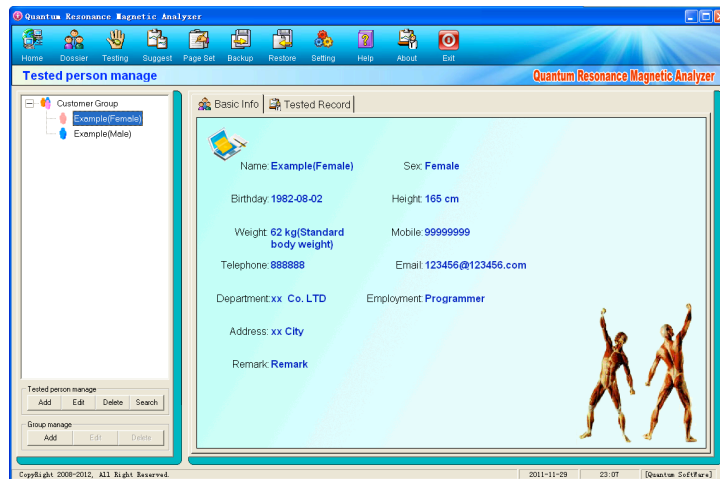 Quantum Resonance Magnetic Analyzer
Home Dossier Testing Suggest Page Set Backup Restore Setting Help About Exit
Tested person manage
Quantum Resonance Magnetic Analyzer
Customer Group
Example(Female)
Example(Male)
Basic Info Tested Record
Name: Example(Female) Sex: Female
Birthday: 1982-08-02 Height: 165 cm
Weight: 62 kg(Standard Mobile: 99999999
body weight)
Telephone: 888888 Email: 123456@123456.com
Department: xx Co. LTD Employment: Programmer
Address: xx City
Remark: Remark
Tested person manage
Add Edit Delete Search
Group manage
Add Edit Delete
CopyRight 2008-2012, All Right Reserved. 2011-11-29 23:07 [Quantum SoftWare]